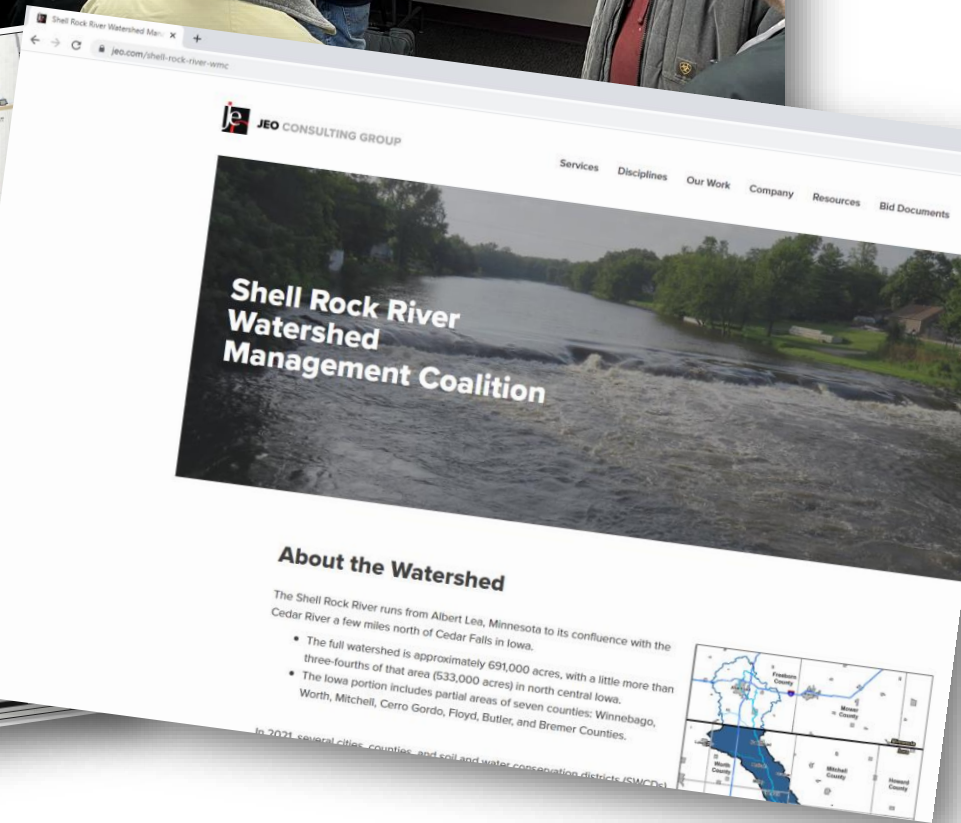 Shell Rock River Watershed Man
jeo.com/shell-rock-river-wmc
je
JEO CONSULTING GROUP
Services Disciplines Our Work Company Resources Bid Documents
Shell Rock River
Watershed
Management Coalition
About the Watershed
The Shell Rock River runs from Albert Lea, Minnesota to its confluence with the
Cedar River a few miles north of Cedar Falls in Iowa.
• The full watershed is approximately 691,000 acres, with a little more than
three-fourths of that area (533,000 acres) in north central Iowa.
• The Iowa portion includes partial areas of seven counties: Winnebago,
Worth, Mitchell, Cerro Gordo, Floyd, Butler, and Bremer Counties.
In 2021, several cities, counties, and soil and water conservation districts (SWCDs)
Freeborn
County
Mower
County
Worth
County
Mitchell
County
Howard
County